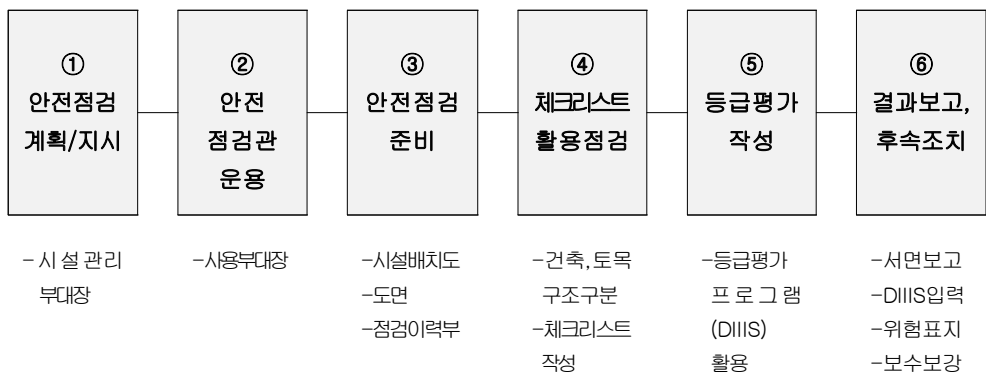 ①
안전점검
계획/지시
②
안전
점검관
운용
③
안전점검
준비
④
체크리스트
활용점검
⑤
등급평가
작성
⑥
결과보고,
후속조치
-시설관리
부대장
-사용부대장
-시설배치도
-도면
-점검이력부
-건축,토목
구조구분
-체크리스트
작성
-등급평가
프로그램
(DIIIS)
활용
-서면보고
-DIIIS입력
-위험표지
-보수보강